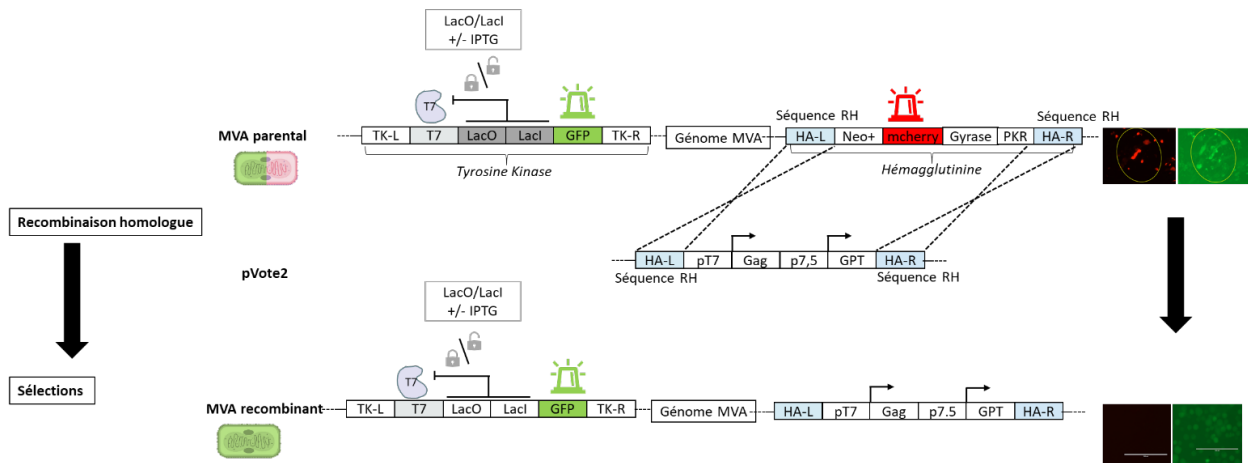 LacO/LacI
+/- IPTG
T7
Séquence RH
Séquence RH
MVA parental
TK-L T7 LacO LacI GFP TK-R
Génome MVA
HA-L Neo+ mcherry Gyrase PKR HA-R
Tyrosine Kinase
Hémagglutinine
Recombinaison homologue
pVote2
HA-L pT7 Gag p7,5 GPT HA-R
Séquence RH
Séquence RH
LacO/LacI
+/- IPTG
T7
Sélections
MVA recombinant
TK-L T7 LacO LacI GFP TK-R
Génome MVA
HA-L pT7 Gag p7.5 GPT HA-R